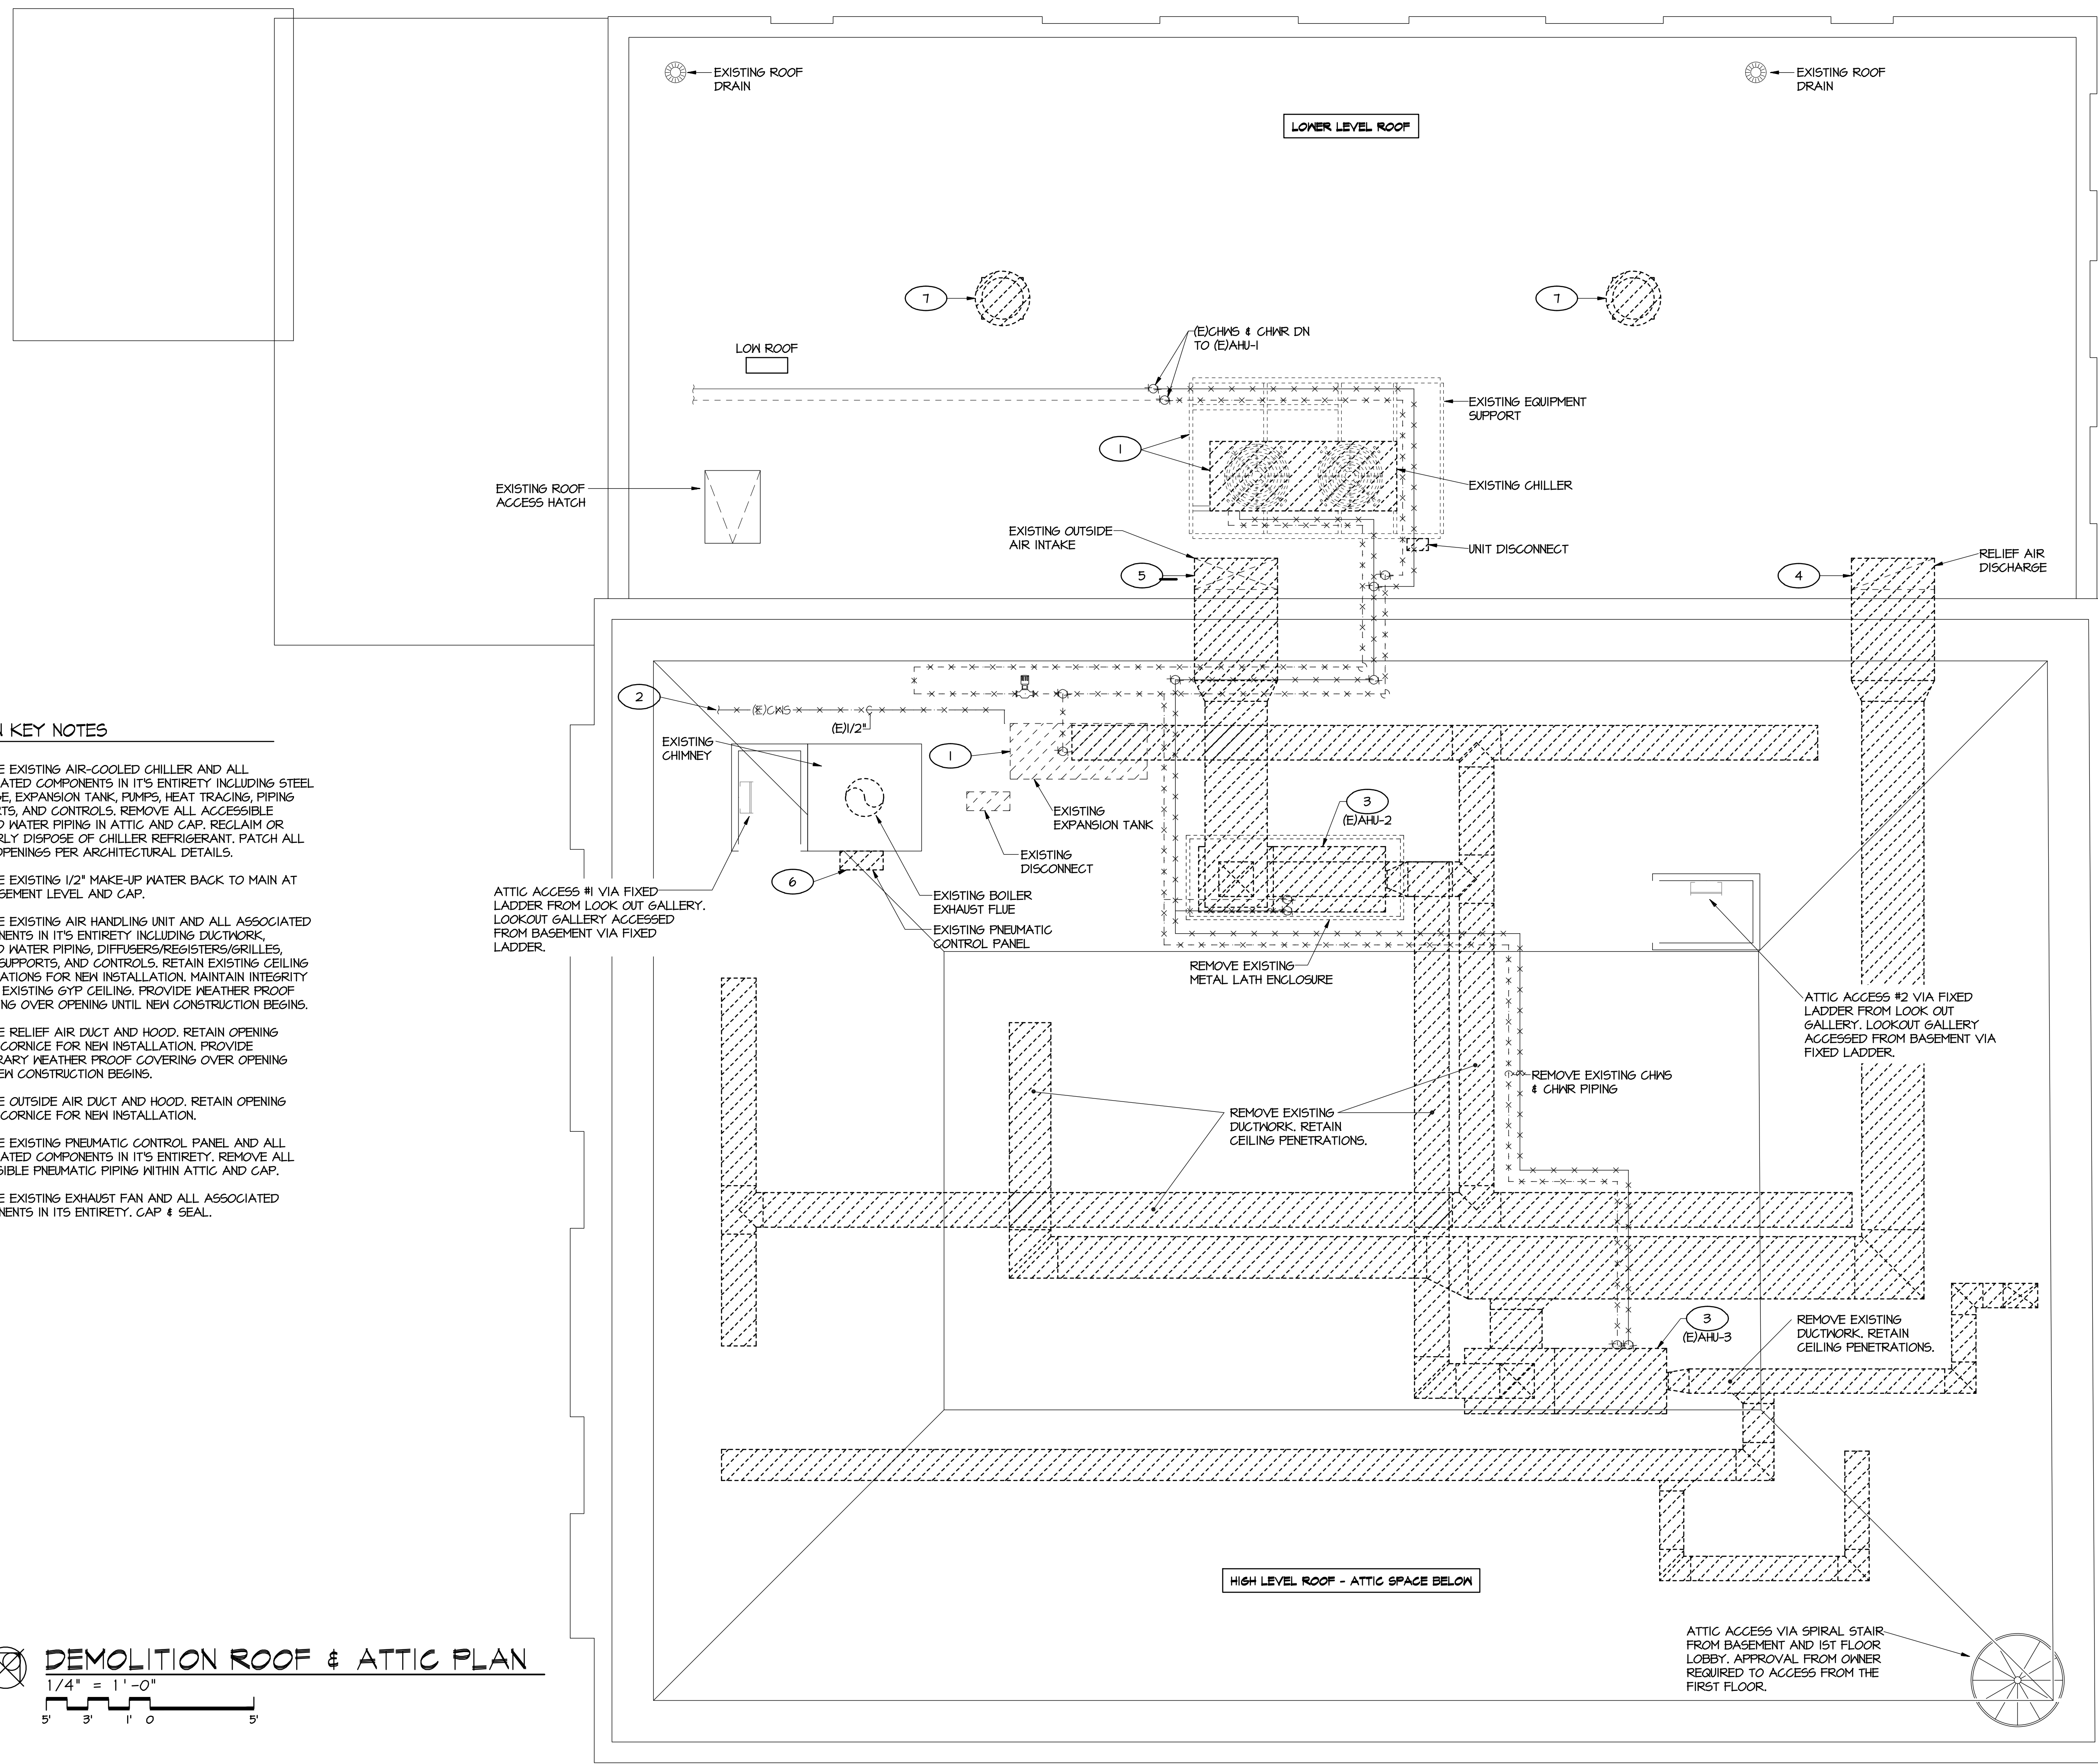 EXISTING ROOF
DRAIN
EXISTING ROOF
DRAIN
LOWER LEVEL ROOF
7
7
(E)CHWS & CHWR DN
TO (E)AHU-1
LOW ROOF
EXISTING EQUIPMENT
SUPPORT
1
EXISTING ROOF
ACCESS HATCH
EXISTING CHILLER
EXISTING OUTSIDE
AIR INTAKE
UNIT DISCONNECT
5
4
RELIEF AIR
DISCHARGE
2
(E)CWS
(E)1/2"
EXISTING
CHIMNEY
1
EXISTING
EXPANSION TANK
EXISTING
DISCONNECT
3
(E)AHU-2
6
EXISTING BOILER
EXHAUST FLUE
EXISTING PNEUMATIC
CONTROL PANEL
ATTIC ACCESS #1 VIA FIXED
LADDER FROM LOOK OUT GALLERY.
LOOKOUT GALLERY ACCESSED
FROM BASEMENT VIA FIXED
LADDER.
REMOVE EXISTING
METAL LATH ENCLOSURE
ATTIC ACCESS #2 VIA FIXED
LADDER FROM LOOK OUT
GALLERY. LOOKOUT GALLERY
ACCESSED FROM BASEMENT VIA
FIXED LADDER.
REMOVE EXISTING CHWS
& CHWR PIPING
REMOVE EXISTING
DUCTWORK. RETAIN
CEILING PENETRATIONS.
3
(E)AHU-3
REMOVE EXISTING
DUCTWORK. RETAIN
CEILING PENETRATIONS.
HIGH LEVEL ROOF - ATTIC SPACE BELOW
ATTIC ACCESS VIA SPIRAL STAIR
FROM BASEMENT AND 1ST FLOOR
LOBBY. APPROVAL FROM OWNER
REQUIRED TO ACCESS FROM THE
FIRST FLOOR.
KEY NOTES
EXISTING AIR-COOLED CHILLER AND ALL
COMPONENTS IN IT'S ENTIRETY INCLUDING STEEL
EXPANSION TANK, PUMPS, HEAT TRACING, PIPING
AND CONTROLS. REMOVE ALL ACCESSIBLE
WATER PIPING IN ATTIC AND CAP. RECLAIM OR
DISPOSE OF CHILLER REFRIGERANT. PATCH ALL
OPENINGS PER ARCHITECTURAL DETAILS.
EXISTING 1/2" MAKE-UP WATER BACK TO MAIN AT
LEVEL AND CAP.
EXISTING AIR HANDLING UNIT AND ALL ASSOCIATED
IN IT'S ENTIRETY INCLUDING DUCTWORK,
WATER PIPING, DIFFUSERS/REGISTERS/GRILLES,
SUPPORTS, AND CONTROLS. RETAIN EXISTING CEILING
FOR NEW INSTALLATION. MAINTAIN INTEGRITY
EXISTING GYP CEILING. PROVIDE WEATHER PROOF
OVER OPENING UNTIL NEW CONSTRUCTION BEGINS.
RELIEF AIR DUCT AND HOOD. RETAIN OPENING
CORNICE FOR NEW INSTALLATION. PROVIDE
WEATHER PROOF COVERING OVER OPENING
CONSTRUCTION BEGINS.
OUTSIDE AIR DUCT AND HOOD. RETAIN OPENING
CORNICE FOR NEW INSTALLATION.
EXISTING PNEUMATIC CONTROL PANEL AND ALL
COMPONENTS IN IT'S ENTIRETY. REMOVE ALL
PNEUMATIC PIPING WITHIN ATTIC AND CAP.
EXISTING EXHAUST FAN AND ALL ASSOCIATED
IN ITS ENTIRETY. CAP & SEAL.
DEMOLITION ROOF & ATTIC PLAN
1/4" = 1'-0"
5' 3' 1' 0 5'